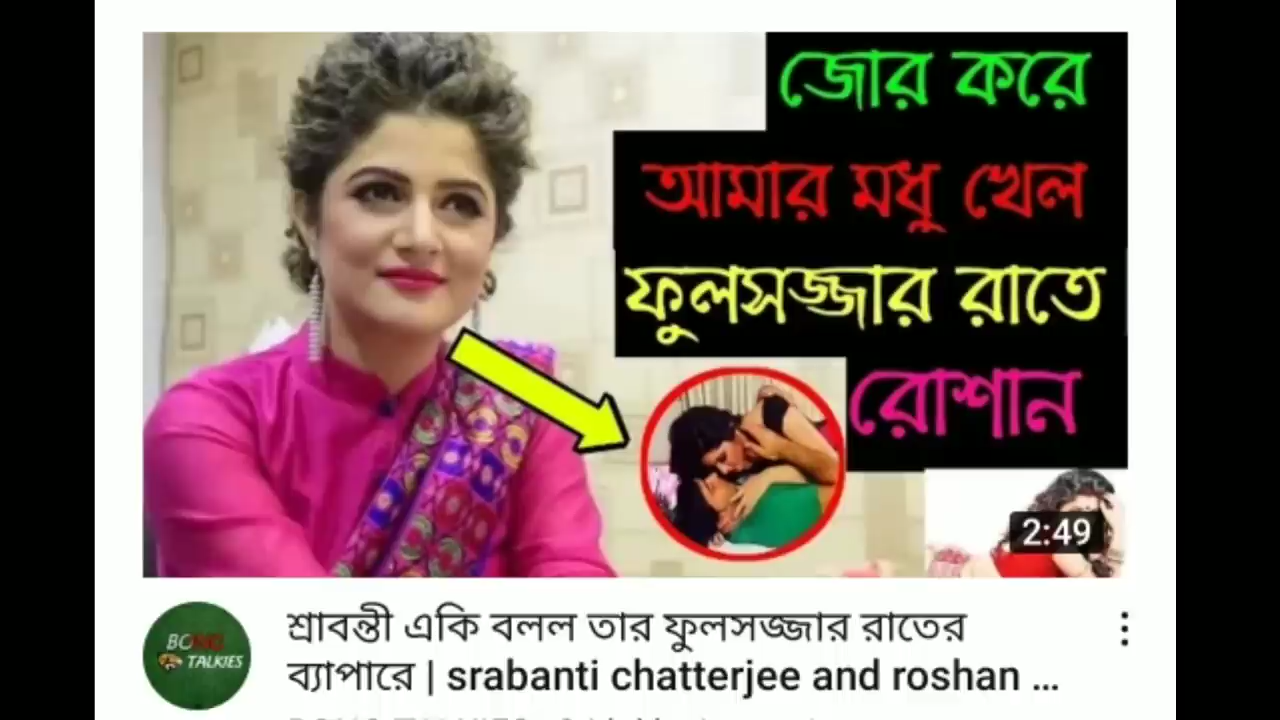 জোর করে
আমার মধু খেল
ফুলসজ্জার রাতে
রোশান
2:49
BONG
TALKIES
শ্রাবন্তী একি বলল তার ফুলসজ্জার রাতের
ব্যাপারে | srabanti chatterjee and roshan ...